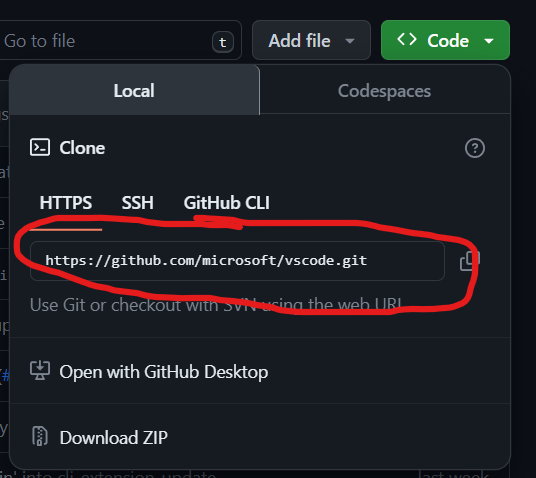 Go to file t Add file Code
Local Codespaces
Clone
HTTPS SSH GitHub CLI
https://github.com/microsoft/vscode.git
Use Git or checkout with SVN using the web URL.
Open with GitHub Desktop
Download ZIP
in' into cli-extension-update last week